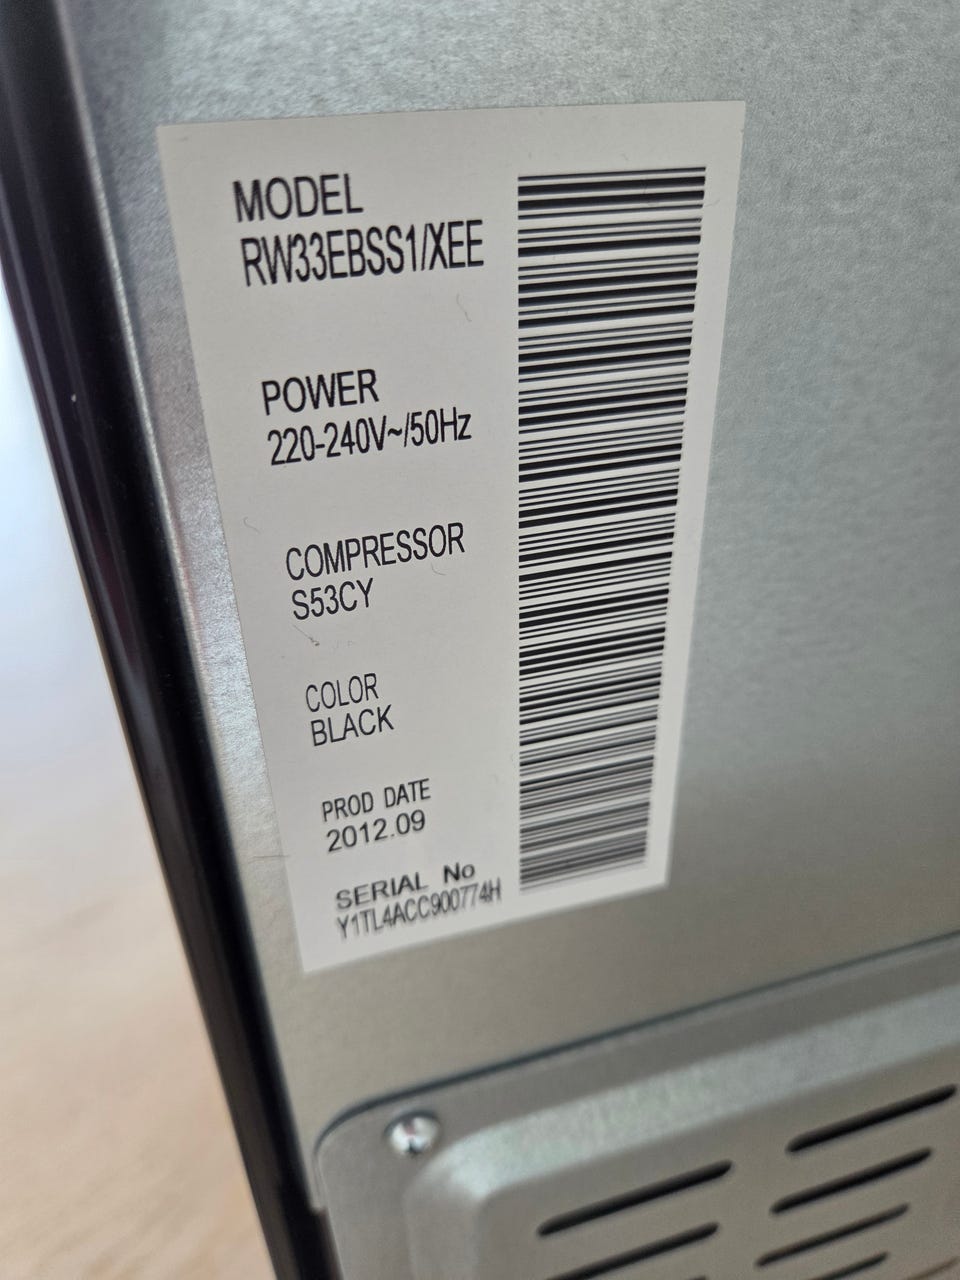 MODEL
RW33EBSS1/XEE
POWER
220-240V~/50Hz
COMPRESSOR
S53CY
COLOR
BLACK
PROD DATE
2012.09
SERIAL No
Y1TL4ACC900774H